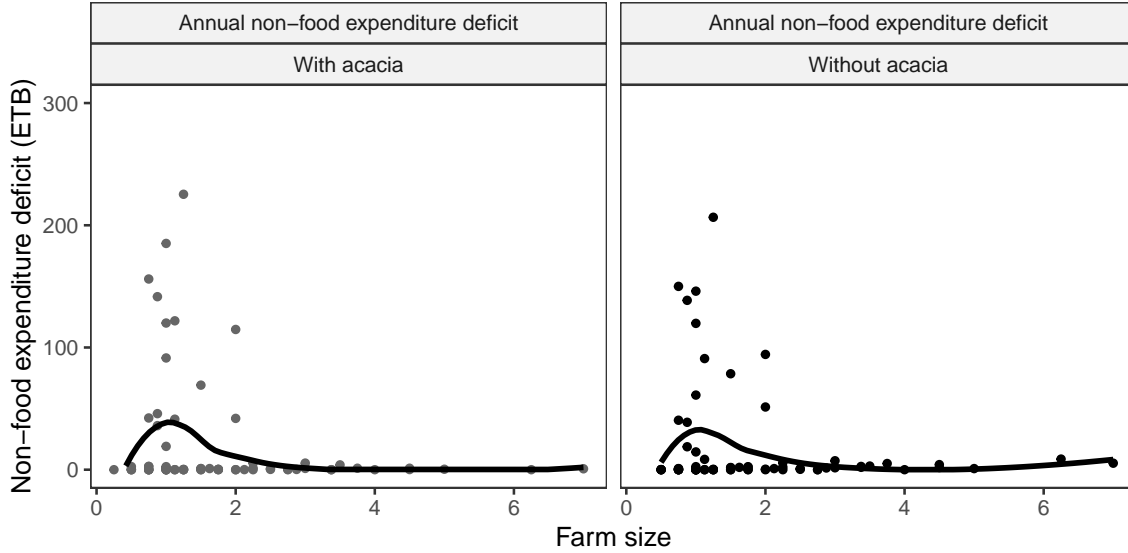 Annual non−food expenditure deficit
Annual non−food expenditure deficit
With acacia
Without acacia
Non−food expenditure deficit (ETB)
300
200
100
0
0 2 4 6
0 2 4 6
Farm size